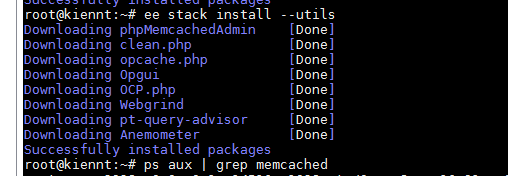 Successfully installed packages
root@kiennt:~# ee stack install --utils
Downloading phpMemcachedAdmin [Done]
Downloading clean.php [Done]
Downloading opcache.php [Done]
Downloading Opgui [Done]
Downloading OCP.php [Done]
Downloading Webgrind [Done]
Downloading pt-query-advisor [Done]
Downloading Anemometer [Done]
Successfully installed packages
root@kiennt:~# ps aux | grep memcached